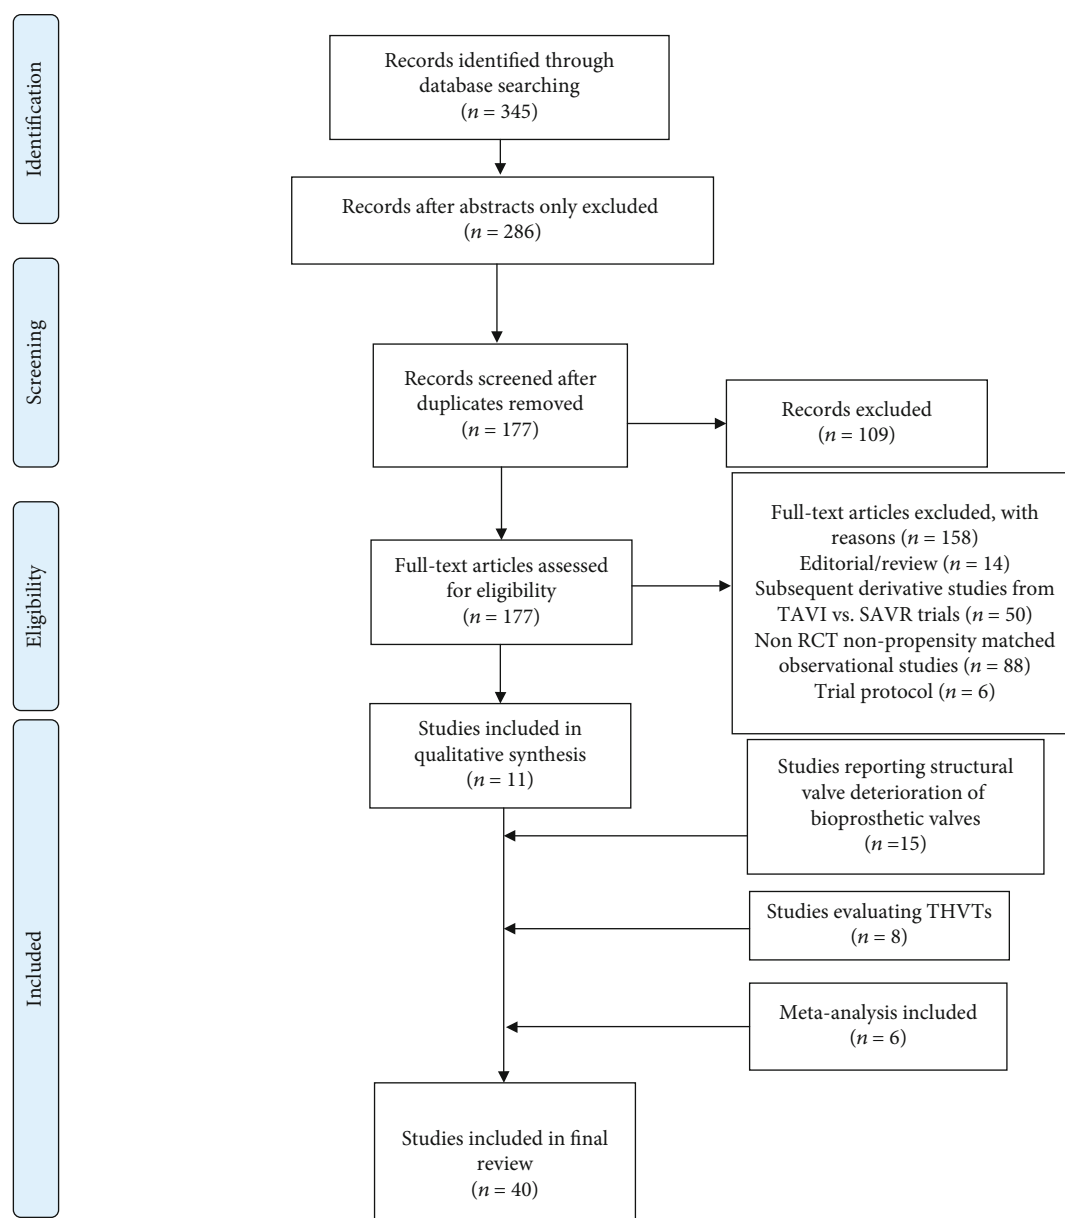 Identification
Records identified through
database searching
(n = 345)
Records after abstracts only excluded
(n = 286)
Screening
Records screened after
duplicates removed
(n = 177)
Records excluded
(n = 109)
Eligibility
Full-text articles assessed
for eligibility
(n = 177)
Full-text articles excluded, with
reasons (n = 158)
Editorial/review (n = 14)
Subsequent derivative studies from
TAVI vs. SAVR trials (n = 50)
Non RCT non-propensity matched
observational studies (n = 88)
Trial protocol (n = 6)
Included
Studies included in
qualitative synthesis
(n = 11)
Studies reporting structural
valve deterioration of
bioprosthetic valves
(n =15)
Studies evaluating THVTs
(n = 8)
Meta-analysis included
(n = 6)
Studies included in final
review
(n = 40)